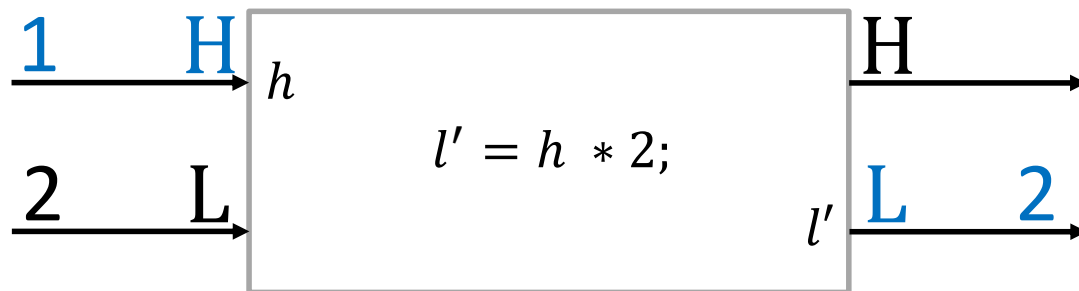 1 H H
h
l′ = h * 2;
2 L L 2
l′